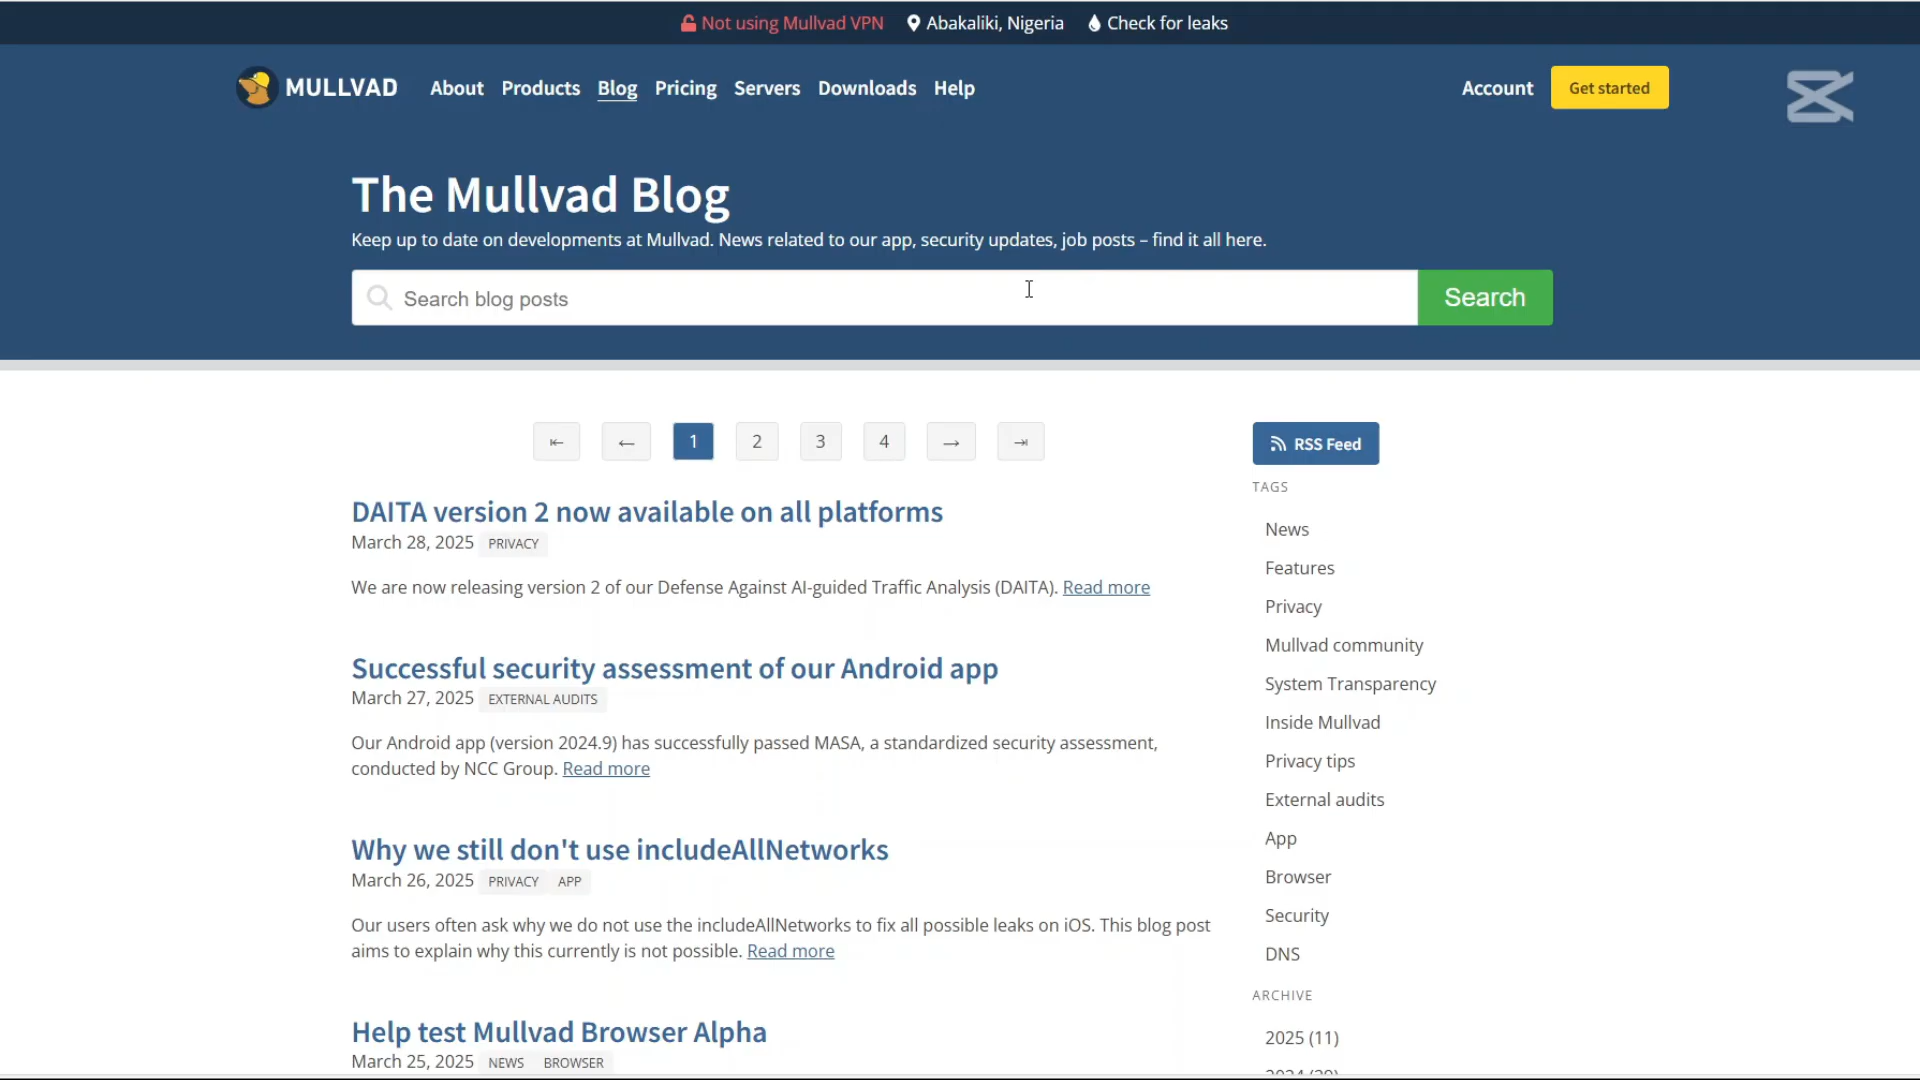 Not using Mullvad VPN Abakaliki, Nigeria Check for leaks
MULLVAD About Products Blog Pricing Servers Downloads Help Account Get started
The Mullvad Blog
Keep up to date on developments at Mullvad. News related to our app, security updates, job posts – find it all here.
Search blog posts Search
⇤ ← 1 2 3 4 → ⇥
DAITA version 2 now available on all platforms
March 28, 2025 PRIVACY
We are now releasing version 2 of our Defense Against AI-guided Traffic Analysis (DAITA). Read more
Successful security assessment of our Android app
March 27, 2025 EXTERNAL AUDITS
Our Android app (version 2024.9) has successfully passed MASA, a standardized security assessment,
conducted by NCC Group. Read more
Why we still don't use includeAllNetworks
March 26, 2025 PRIVACY APP
Our users often ask why we do not use the includeAllNetworks to fix all possible leaks on iOS. This blog post
aims to explain why this currently is not possible. Read more
Help test Mullvad Browser Alpha
March 25, 2025 NEWS BROWSER
RSS Feed
TAGS
News
Features
Privacy
Mullvad community
System Transparency
Inside Mullvad
Privacy tips
External audits
App
Browser
Security
DNS
ARCHIVE
2025 (11)